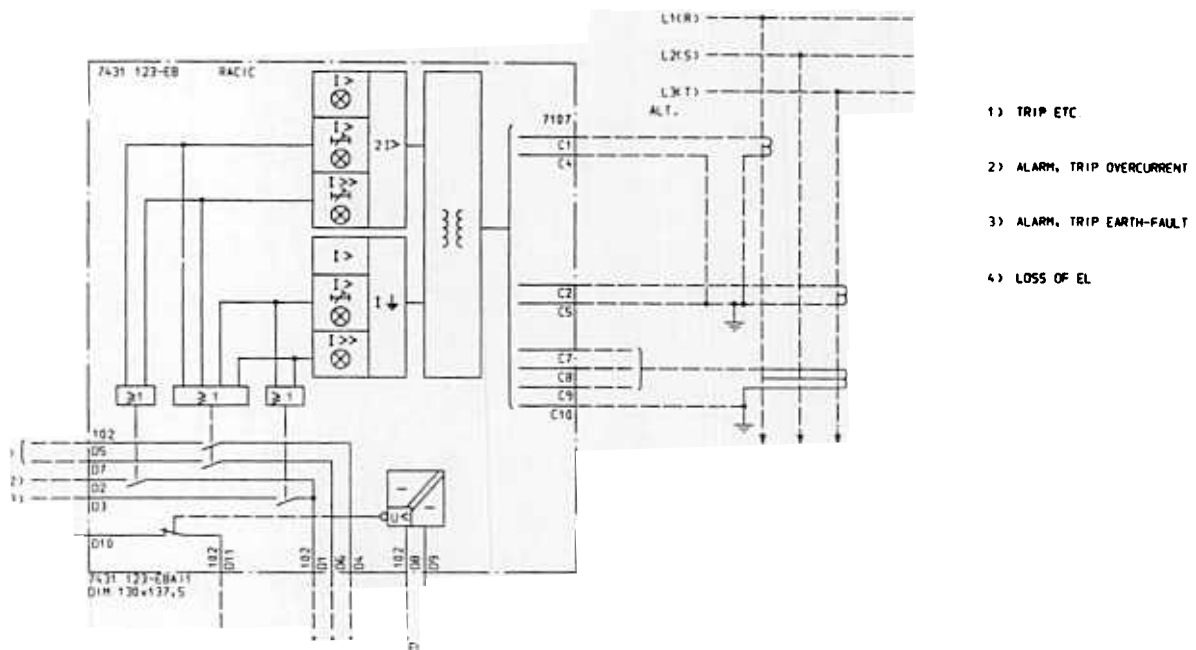 L1(R)
L2(S)
L3(T)
ALT.
7431 123-EB RACIC
I>
I>
2I>
I>>
I>
I>
I
I>>
7107
C1
C4
C2
C5
C7
C8
C9
C10
≥1
≥1
≥1
102
D5
D7
2)
D2
D3
U<
D10
102
D11
102
D1
D6
D4
102
D8
D9
7431 123-EBA11
DIM 130x137,5
EL
1) TRIP ETC
2) ALARM, TRIP OVERCURRENT
3) ALARM, TRIP EARTH-FAULT
4) LOSS OF EL